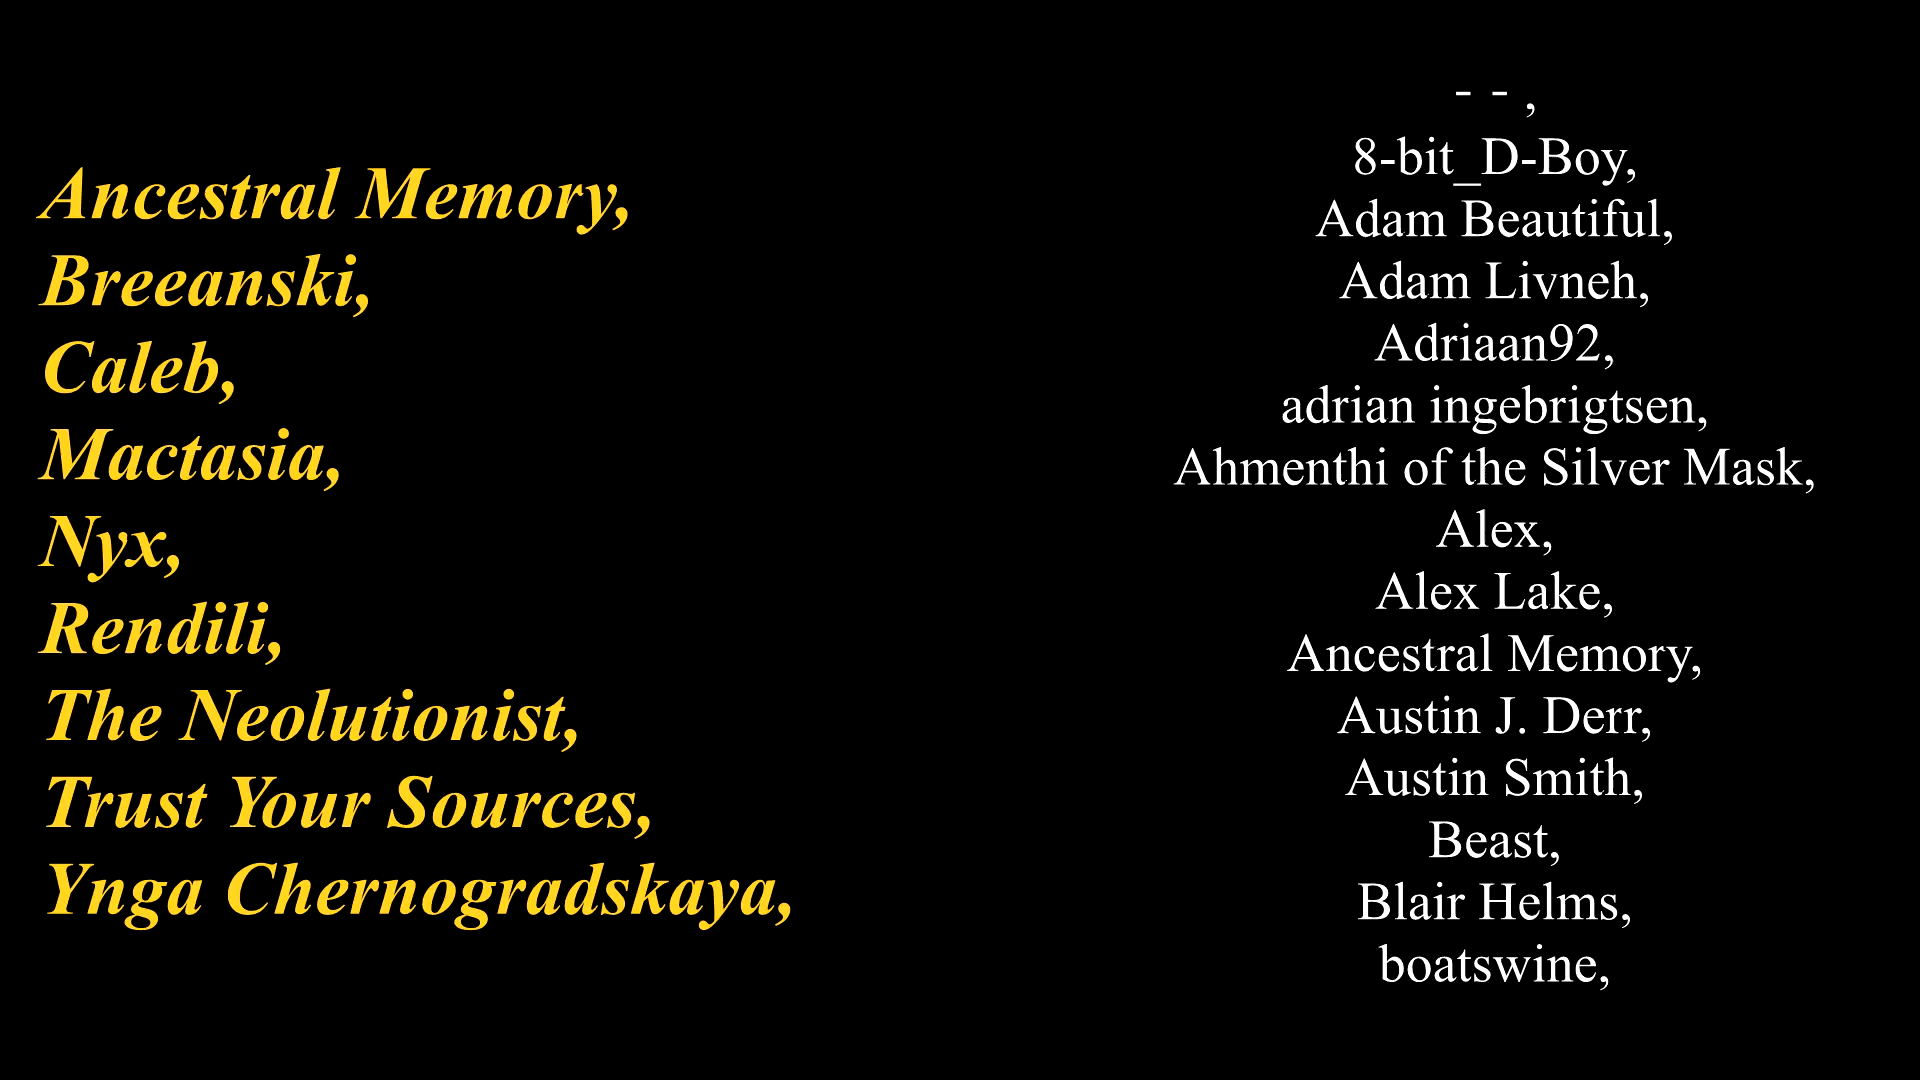 Ancestral Memory,
Breeanski,
Caleb,
Mactasia,
Nyx,
Rendili,
The Neolutionist,
Trust Your Sources,
Ynga Chernogradskaya,
- - ,
8-bit_D-Boy,
Adam Beautiful,
Adam Livneh,
Adriaan92,
adrian ingebrigtsen,
Ahmenthi of the Silver Mask,
Alex,
Alex Lake,
Ancestral Memory,
Austin J. Derr,
Austin Smith,
Beast,
Blair Helms,
boatswine,